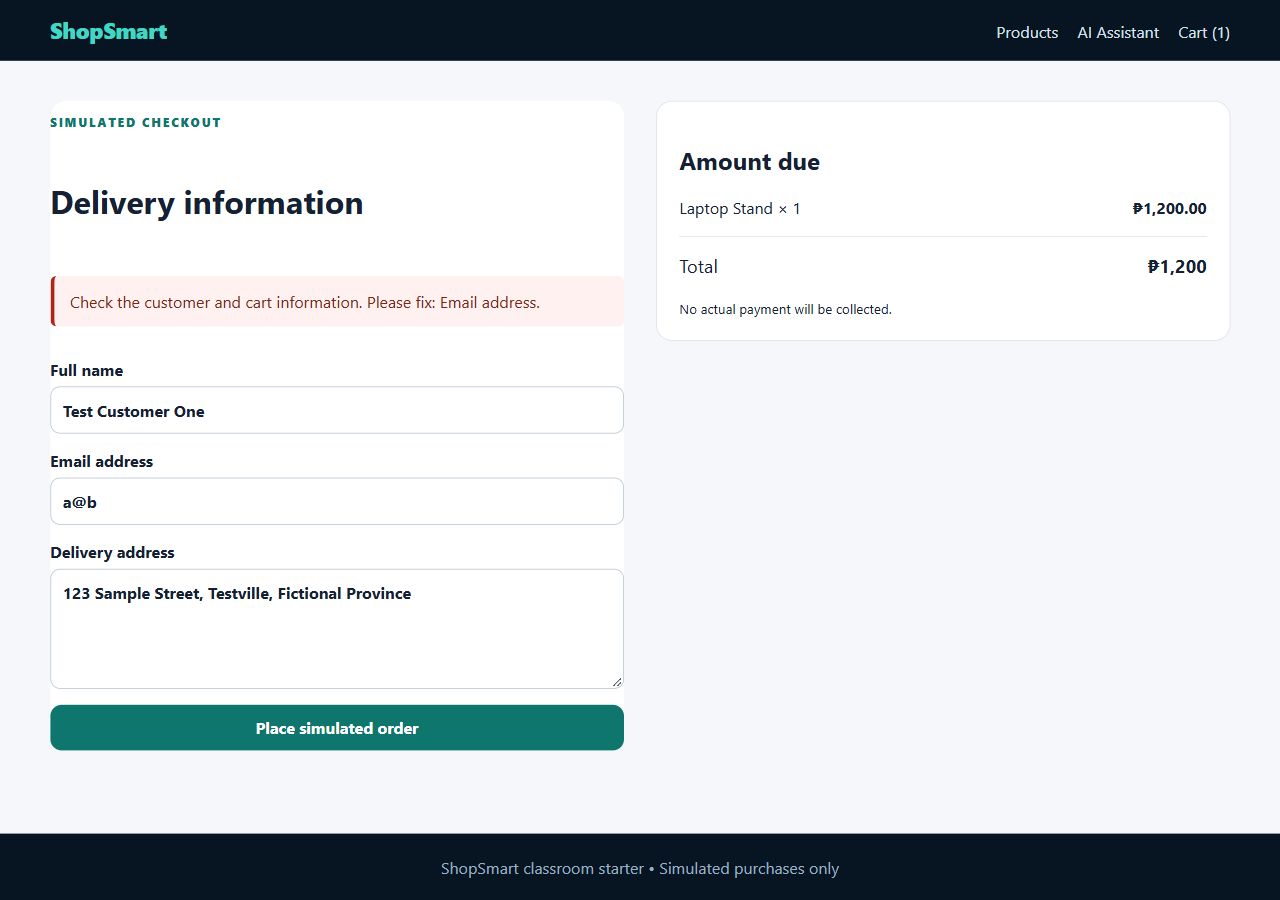 ShopSmart
Products AI Assistant Cart (1)
SIMULATED CHECKOUT
Delivery information
Check the customer and cart information. Please fix: Email address.
Full name
Test Customer One
Email address
a@b
Delivery address
123 Sample Street, Testville, Fictional Province
Place simulated order
Amount due
Laptop Stand × 1 ₱1,200.00
Total ₱1,200
No actual payment will be collected.
ShopSmart classroom starter • Simulated purchases only